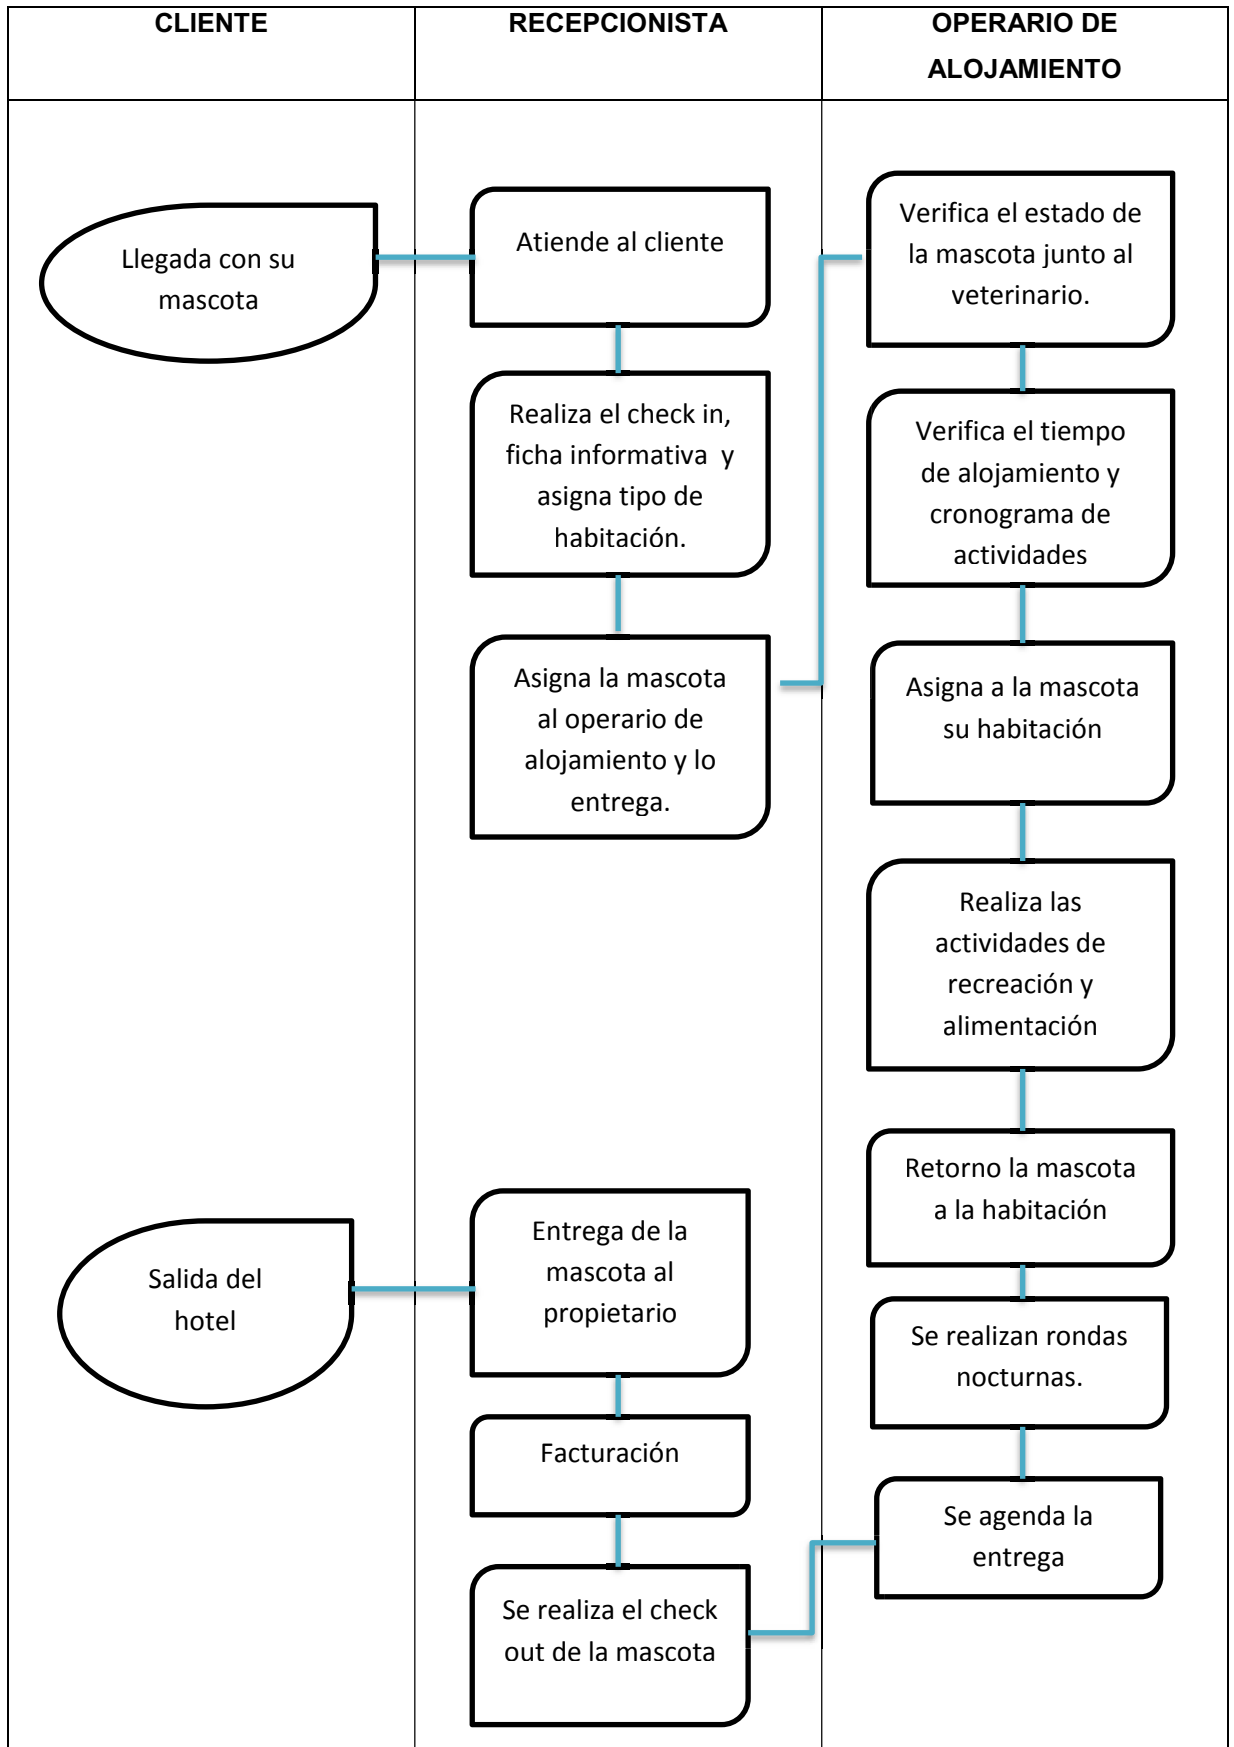 CLIENTE
RECEPCIONISTA
OPERARIO DE
ALOJAMIENTO
Llegada con su
mascota
Atiende al cliente
Realiza el check in,
ficha informativa y
asigna tipo de
habitación.
Asigna la mascota
al operario de
alojamiento y lo
entrega.
Verifica el estado de
la mascota junto al
veterinario.
Verifica el tiempo
de alojamiento y
cronograma de
actividades
Asigna a la mascota
su habitación
Realiza las
actividades de
recreación y
alimentación
Retorno la mascota
a la habitación
Se realizan rondas
nocturnas.
Se agenda la
entrega
Se realiza el check
out de la mascota
Facturación
Entrega de la
mascota al
propietario
Salida del
hotel